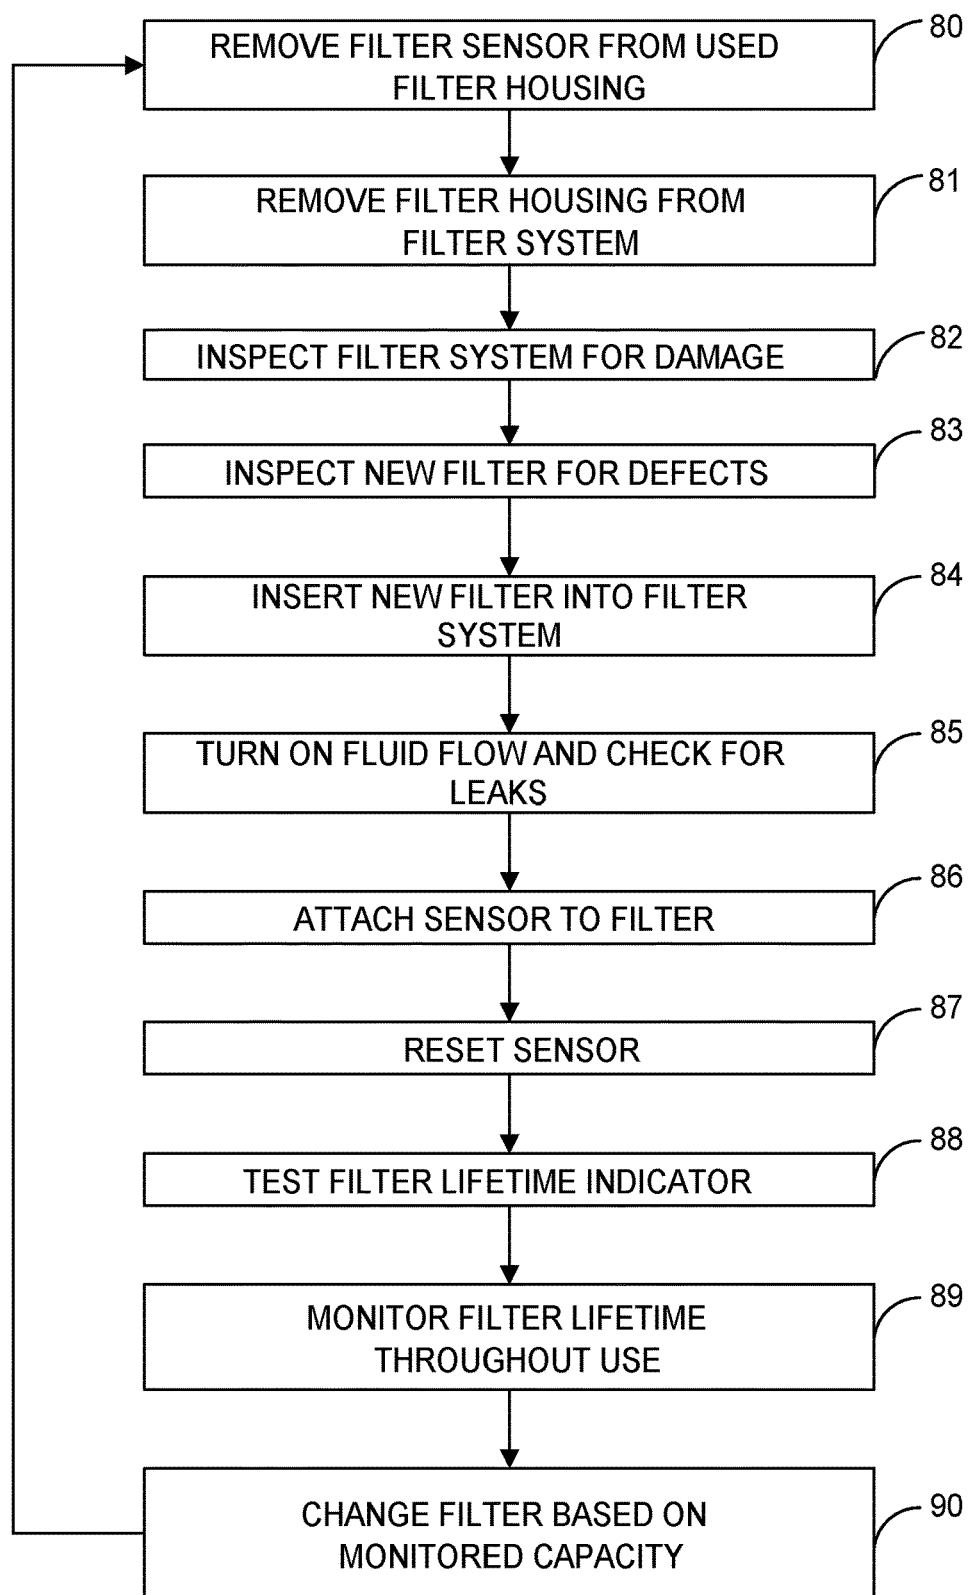 80
REMOVE FILTER SENSOR FROM USED
FILTER HOUSING
81
REMOVE FILTER HOUSING FROM
FILTER SYSTEM
82
INSPECT FILTER SYSTEM FOR DAMAGE
83
INSPECT NEW FILTER FOR DEFECTS
84
INSERT NEW FILTER INTO FILTER
SYSTEM
85
TURN ON FLUID FLOW AND CHECK FOR
LEAKS
86
ATTACH SENSOR TO FILTER
87
RESET SENSOR
88
TEST FILTER LIFETIME INDICATOR
89
MONITOR FILTER LIFETIME
THROUGHOUT USE
90
CHANGE FILTER BASED ON
MONITORED CAPACITY